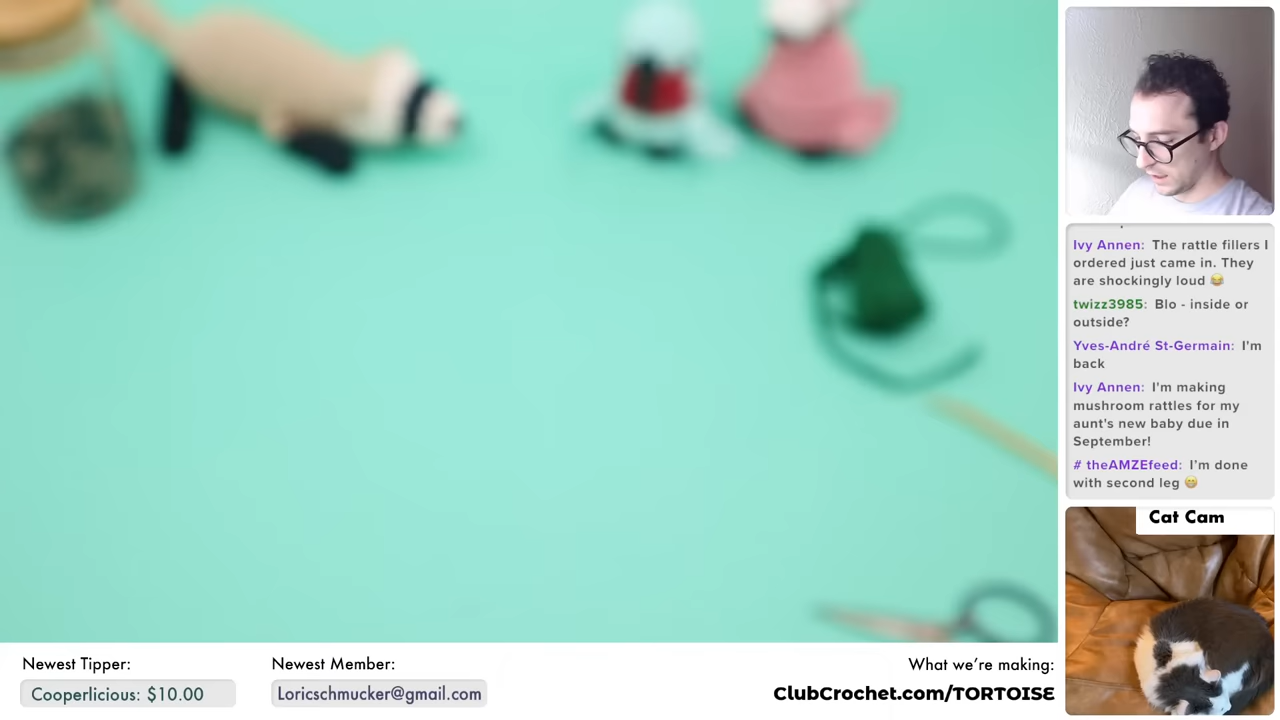 Ivy Annen: The rattle fillers I
ordered just came in. They
are shockingly loud 😂
twizz3985: Blo - inside or
outside?
Yves-André St-Germain: I'm
back
Ivy Annen: I'm making
mushroom rattles for my
aunt's new baby due in
September!
# theAMZEfeed: I'm done
with second leg 😁
Cat Cam
Newest Tipper:
Cooperlicious: $10.00
Newest Member:
Loricschmucker@gmail.com
What we're making:
ClubCrochet.com/TORTOISE